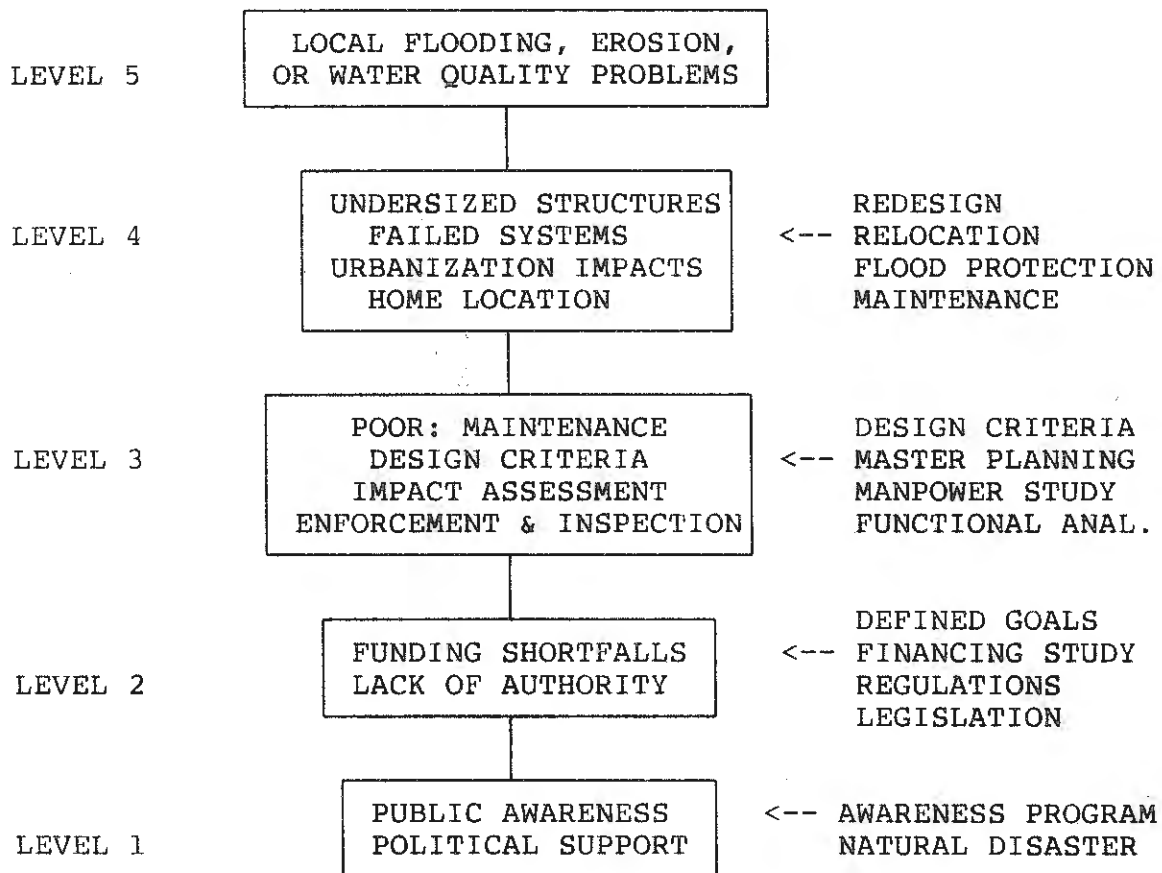 LOCAL FLOODING, EROSION,
LEVEL 5 OR WATER QUALITY PROBLEMS
UNDERSIZED STRUCTURES REDESIGN
LEVEL 4 FAILED SYSTEMS <-- RELOCATION
URBANIZATION IMPACTS FLOOD PROTECTION
HOME LOCATION MAINTENANCE
POOR: MAINTENANCE DESIGN CRITERIA
LEVEL 3 DESIGN CRITERIA <-- MASTER PLANNING
IMPACT ASSESSMENT MANPOWER STUDY
ENFORCEMENT & INSPECTION FUNCTIONAL ANAL.
DEFINED GOALS
FUNDING SHORTFALLS <-- FINANCING STUDY
LEVEL 2 LACK OF AUTHORITY REGULATIONS
LEGISLATION
PUBLIC AWARENESS <-- AWARENESS PROGRAM
LEVEL 1 POLITICAL SUPPORT NATURAL DISASTER